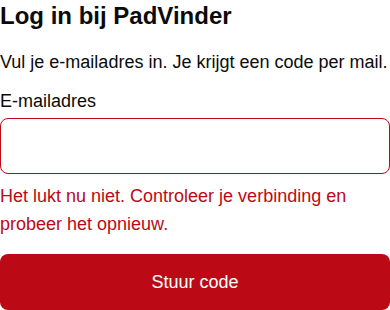 Log in bij PadVinder
Vul je e-mailadres in. Je krijgt een code per mail.
E-mailadres
Het lukt nu niet. Controleer je verbinding en
probeer het opnieuw.
Stuur code